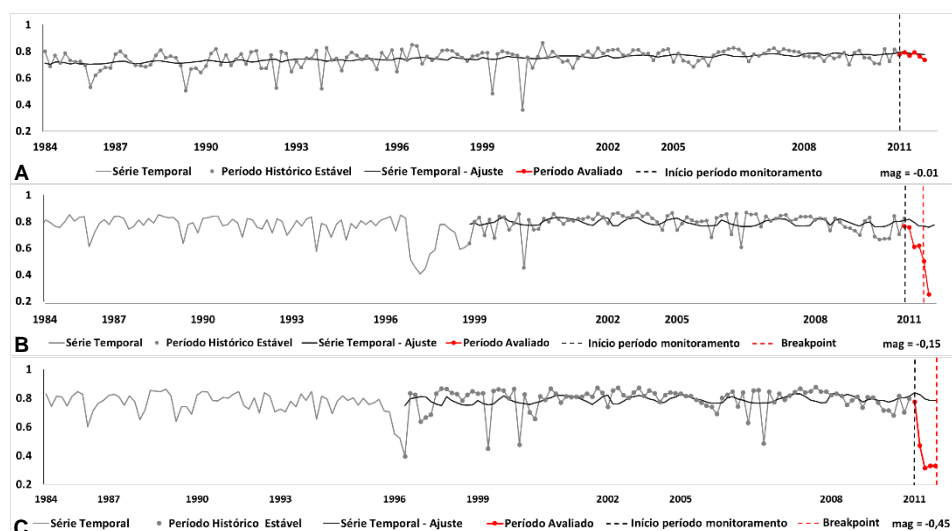 1
0.8
0.6
0.4
0.2
1984 1987 1990 1993 1996 1999 2002 2005 2008 2011
A Série Temporal Período Histórico Estável Série Temporal - Ajuste Período Avaliado Início período monitoramento mag = -0.01
1
0.8
0.6
0.4
0.2
1984 1987 1990 1993 1996 1999 2002 2005 2008 2011
B Série Temporal Período Histórico Estável Série Temporal - Ajuste Período Avaliado Início período monitoramento Breakpoint mag = -0,15
1
0.8
0.6
0.4
0.2
1984 1987 1990 1993 1996 1999 2002 2005 2008 2011
C Série Temporal Período Histórico Estável Série Temporal - Ajuste Período Avaliado Início período monitoramento Breakpoint mag = -0,45